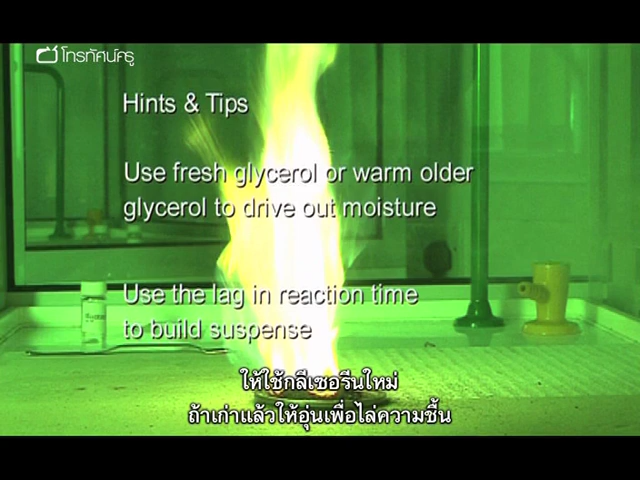 โทรทัศน์ครู
Hints & Tips
Use fresh glycerol or warm older
glycerol to drive out moisture
Use the lag in reaction time
to build suspense
ให้ใช้กลีเซอรีนใหม่
ถ้าเก่าแล้วให้อุ่นเพื่อไล่ความชื้น